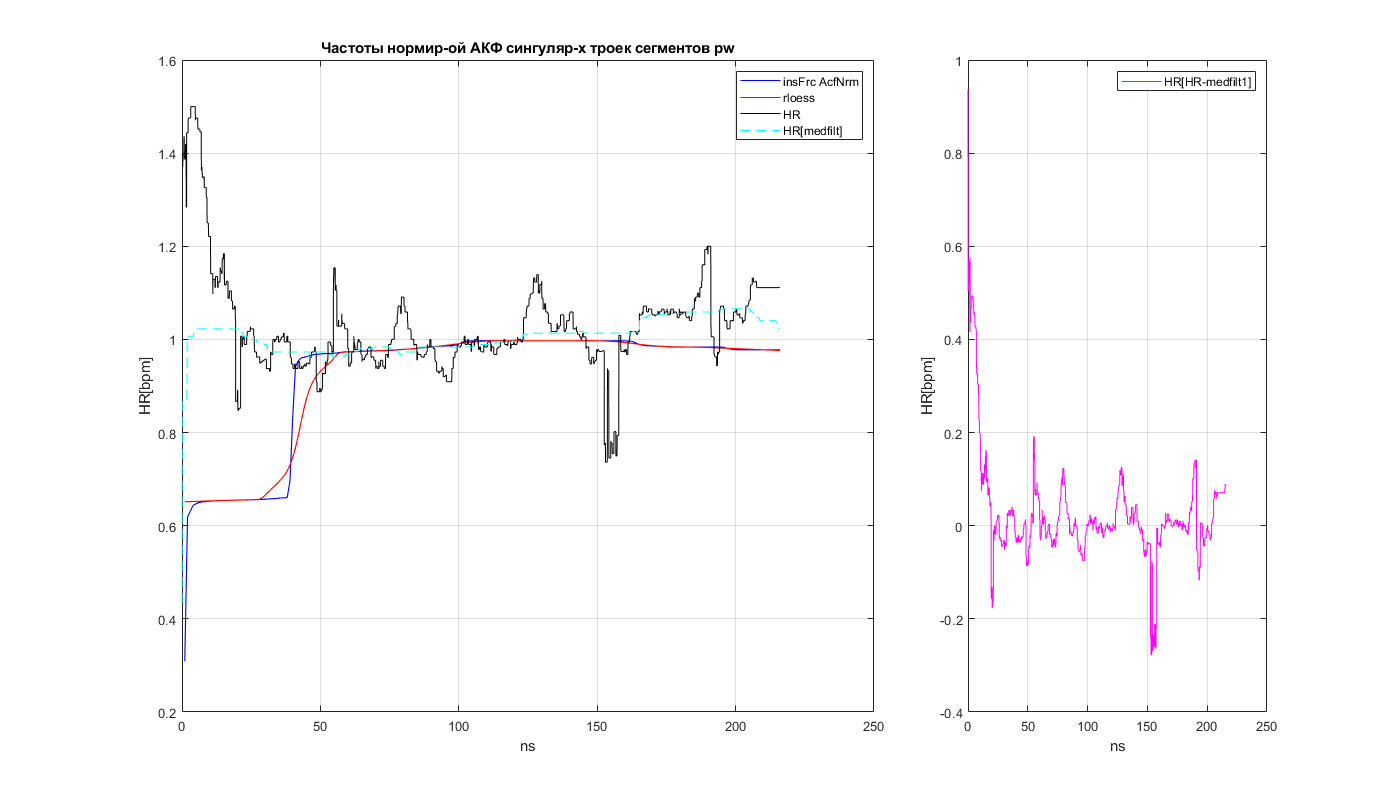 Частоты нормир-ой АКФ сингуляр-х троек сегментов pw
1.6
1.4
1.2
1
0.8
0.6
0.4
0.2
HR[bpm]
0
50
100
150
200
250
ns
insFrc AcfNrm
rloess
HR
HR[medfilt]
1
0.8
0.6
0.4
0.2
0
-0.2
-0.4
HR[bpm]
0
50
100
150
200
250
ns
HR[HR-medfilt1]